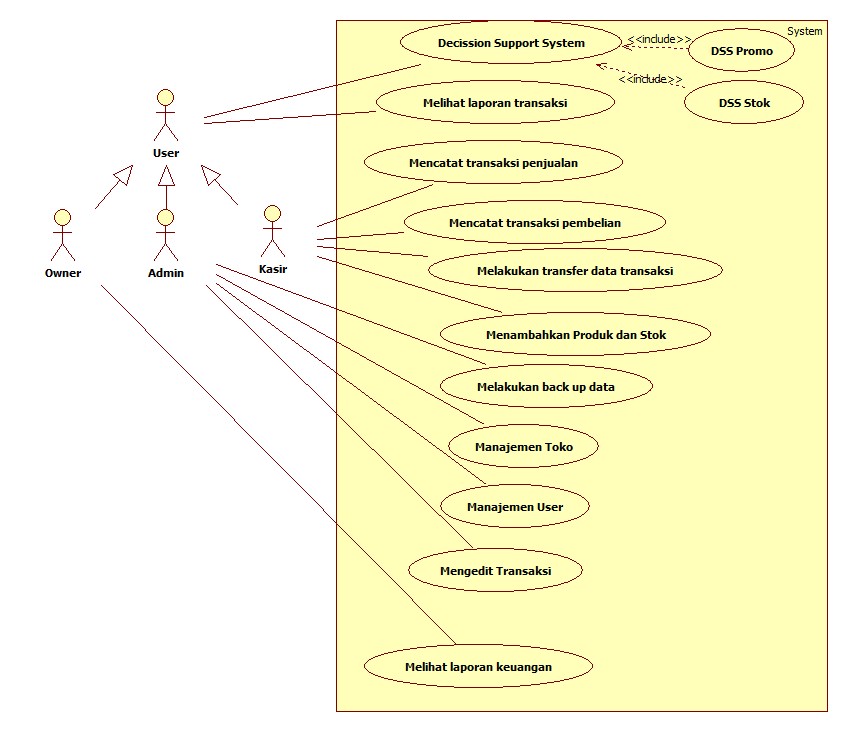 System
Decission Support System
<<include>>
DSS Promo
<<include>>
DSS Stok
Melihat laporan transaksi
User
Mencatat transaksi penjualan
Mencatat transaksi pembelian
Owner
Admin
Kasir
Melakukan transfer data transaksi
Menambahkan Produk dan Stok
Melakukan back up data
Manajemen Toko
Manajemen User
Mengedit Transaksi
Melihat laporan keuangan